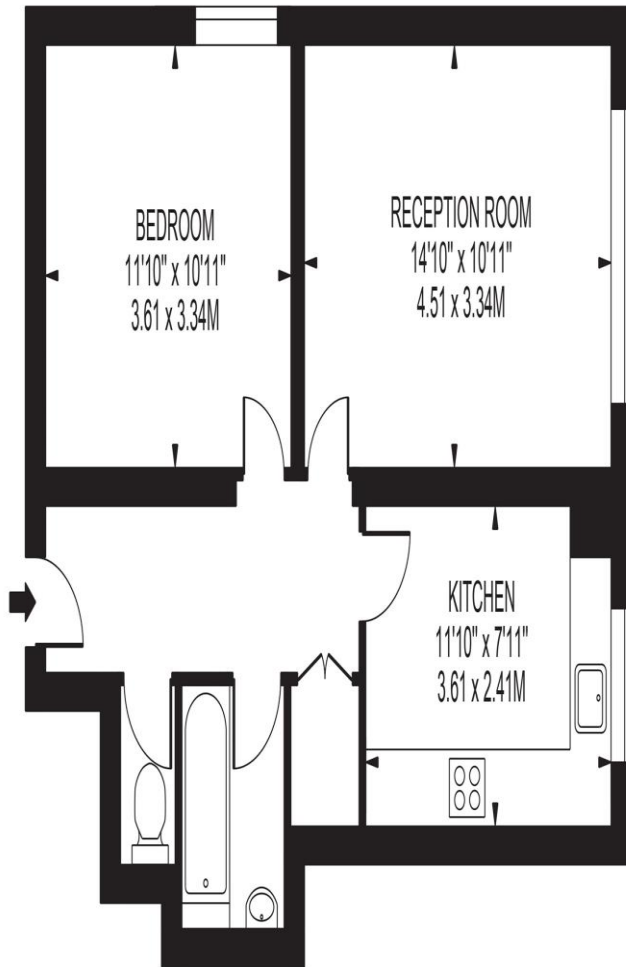 BEDROOM
11'10" x 10'11"
3.61 x 3.34M
RECEPTION ROOM
14'10" x 10'11"
4.51 x 3.34M
KITCHEN
11'10" x 7'11"
3.61 x 2.41M